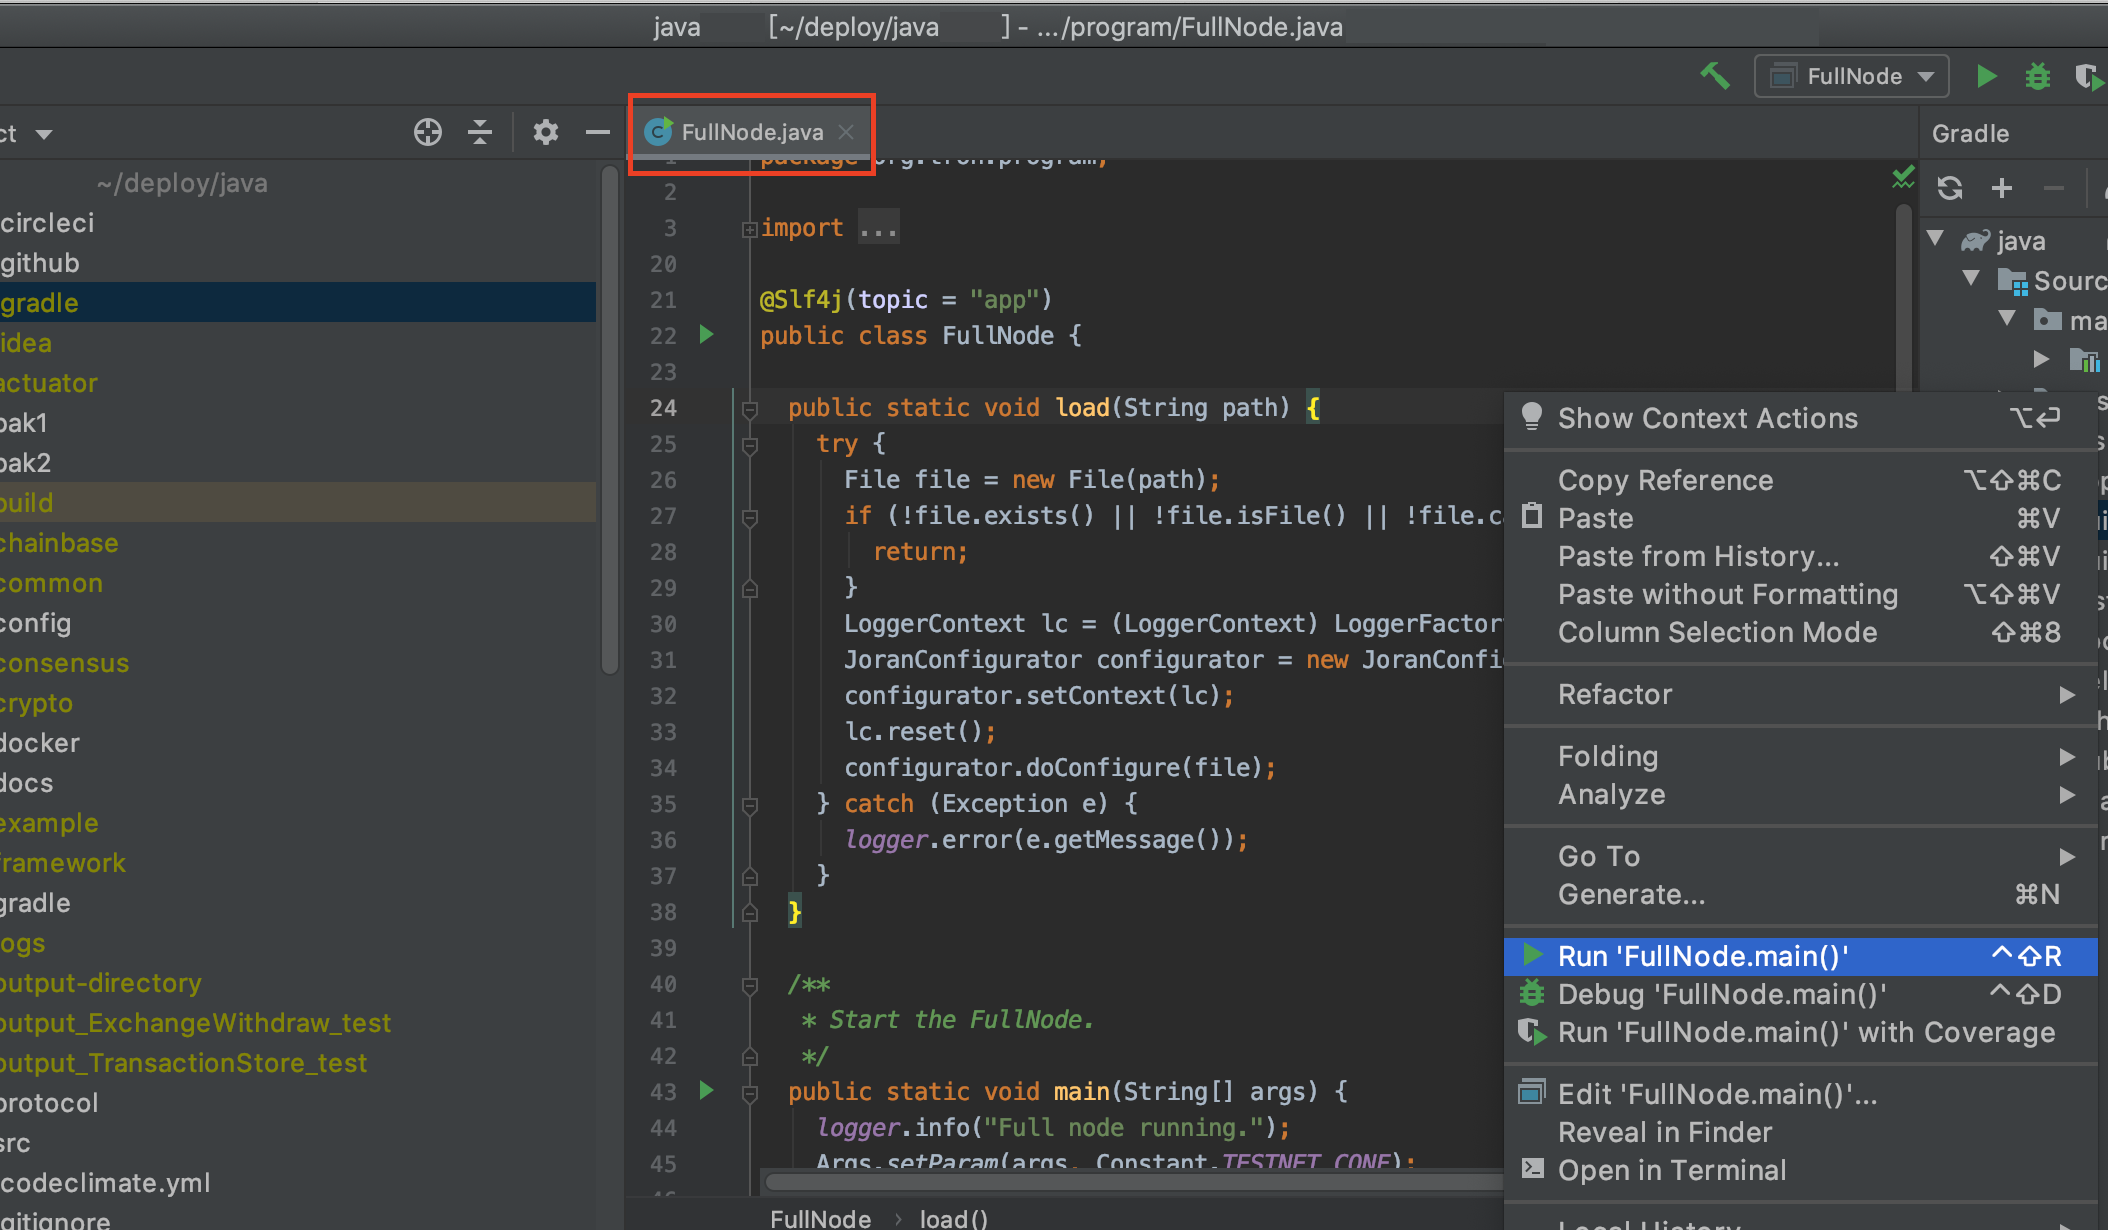 java [~/deploy/java ] - .../program/FullNode.java
FullNode
ct
FullNode.java
Gradle
~/deploy/java
circleci
github
gradle
idea
actuator
bak1
bak2
build
chainbase
common
config
consensus
crypto
docker
docs
example
framework
gradle
logs
output-directory
output_ExchangeWithdraw_test
output_TransactionStore_test
protocol
src
codeclimate.yml
gitignore
1 package org.tron.program;
2
3 import ...
20
21 @Slf4j(topic = "app")
22 public class FullNode {
23
24 public static void load(String path) {
25 try {
26 File file = new File(path);
27 if (!file.exists() || !file.isFile() || !file.c
28 return;
29 }
30 LoggerContext lc = (LoggerContext) LoggerFactor
31 JoranConfigurator configurator = new JoranConfi
32 configurator.setContext(lc);
33 lc.reset();
34 configurator.doConfigure(file);
35 } catch (Exception e) {
36 logger.error(e.getMessage());
37 }
38 }
39
40 /**
41 * Start the FullNode.
42 */
43 public static void main(String[] args) {
44 logger.info("Full node running.");
45 Args.setParam(args, Constant.TESTNET_CONF);
46
FullNode › load()
java
Sourc
ma
Show Context Actions ⌥⏎
Copy Reference ⌥⇧⌘C
Paste ⌘V
Paste from History... ⇧⌘V
Paste without Formatting ⌥⇧⌘V
Column Selection Mode ⇧⌘8
Refactor
Folding
Analyze
Go To
Generate... ⌘N
Run 'FullNode.main()' ^⇧R
Debug 'FullNode.main()' ^⇧D
Run 'FullNode.main()' with Coverage
Edit 'FullNode.main()'...
Reveal in Finder
Open in Terminal
Local History